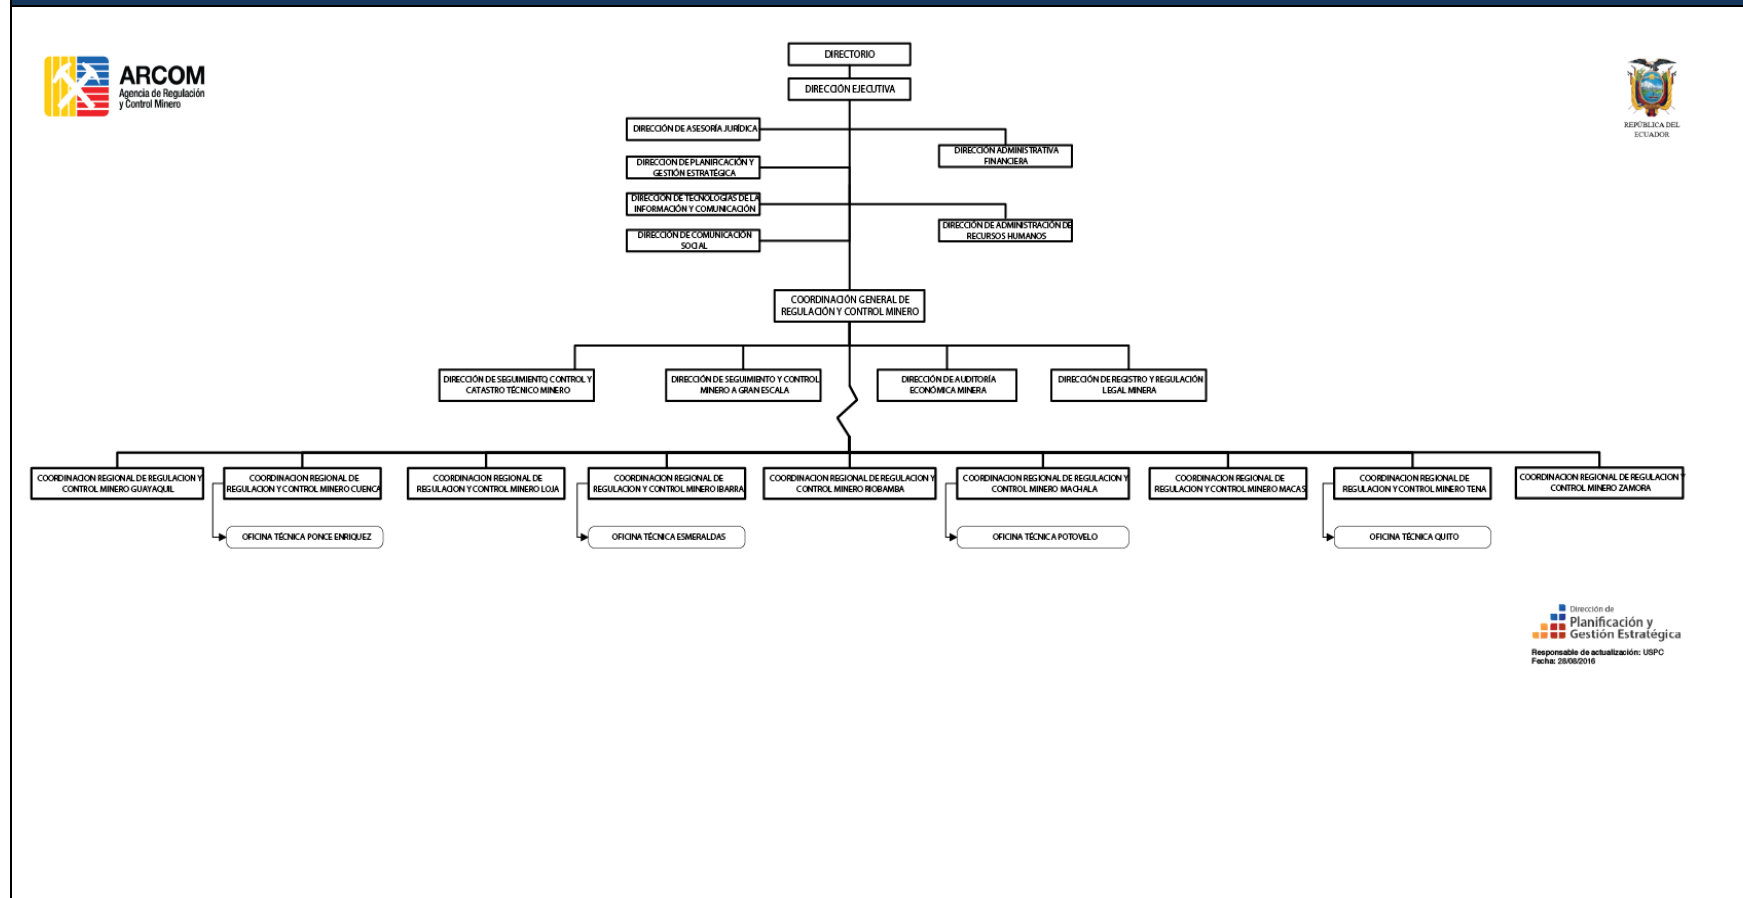 ARCOM
Agencia de Regulación
y Control Minero
REPÚBLICA DEL
ECUADOR
DIRECTORIO
DIRECCIÓN EJECUTIVA
DIRECCIÓN DE ASESORÍA JURÍDICA
DIRECCIÓN ADMINISTRATIVA
FINANCIERA
DIRECCION DE PLANIFICACIÓN Y
GESTIÓN ESTRATÉGICA
DIRECCIÓN DE TECNOLOGIAS DE LA
INFORMACIÓN Y COMUNICACIÓN
DIRECCIÓN DE ADMINISTRACIÓN DE
RECURSOS HUMANOS
DIRECCIÓN DE COMUNICACIÓN
SOCIAL
COORDINACIÓN GENERAL DE
REGULACIÓN Y CONTROL MINERO
DIRECCIÓN DE SEGUIMIENTO, CONTROL Y
CATASTRO TÉCNICO MINERO
DIRECCIÓN DE SEGUIMIENTO Y CONTROL
MINERO A GRAN ESCALA
DIRECCIÓN DE AUDITORÍA
ECONÓMICA MINERA
DIRECCIÓN DE REGISTRO Y REGULACIÓN
LEGAL MINERA
COORDINACION REGIONAL DE REGULACION Y
CONTROL MINERO GUAYAQUIL
COORDINACION REGIONAL DE
REGULACION Y CONTROL MINERO CUENCA
COORDINACION REGIONAL DE
REGULACION Y CONTROL MINERO LOJA
COORDINACION REGIONAL DE
REGULACION Y CONTROL MINERO IBARRA
COORDINACION REGIONAL DE REGULACION Y
CONTROL MINERO RIOBAMBA
COORDINACION REGIONAL DE REGULACION Y
CONTROL MINERO MACHALA
COORDINACION REGIONAL DE
REGULACION Y CONTROL MINERO MACAS
COORDINACION REGIONAL DE
REGULACION Y CONTROL MINERO TENA
COORDINACION REGIONAL DE REGULACION Y
CONTROL MINERO ZAMORA
OFICINA TÉCNICA PONCE ENRIQUEZ
OFICINA TÉCNICA ESMERALDAS
OFICINA TÉCNICA POTOVELO
OFICINA TÉCNICA QUITO
Dirección de
Planificación y
Gestión Estratégica
Responsable de actualización: USPC
Fecha: 28/08/2016